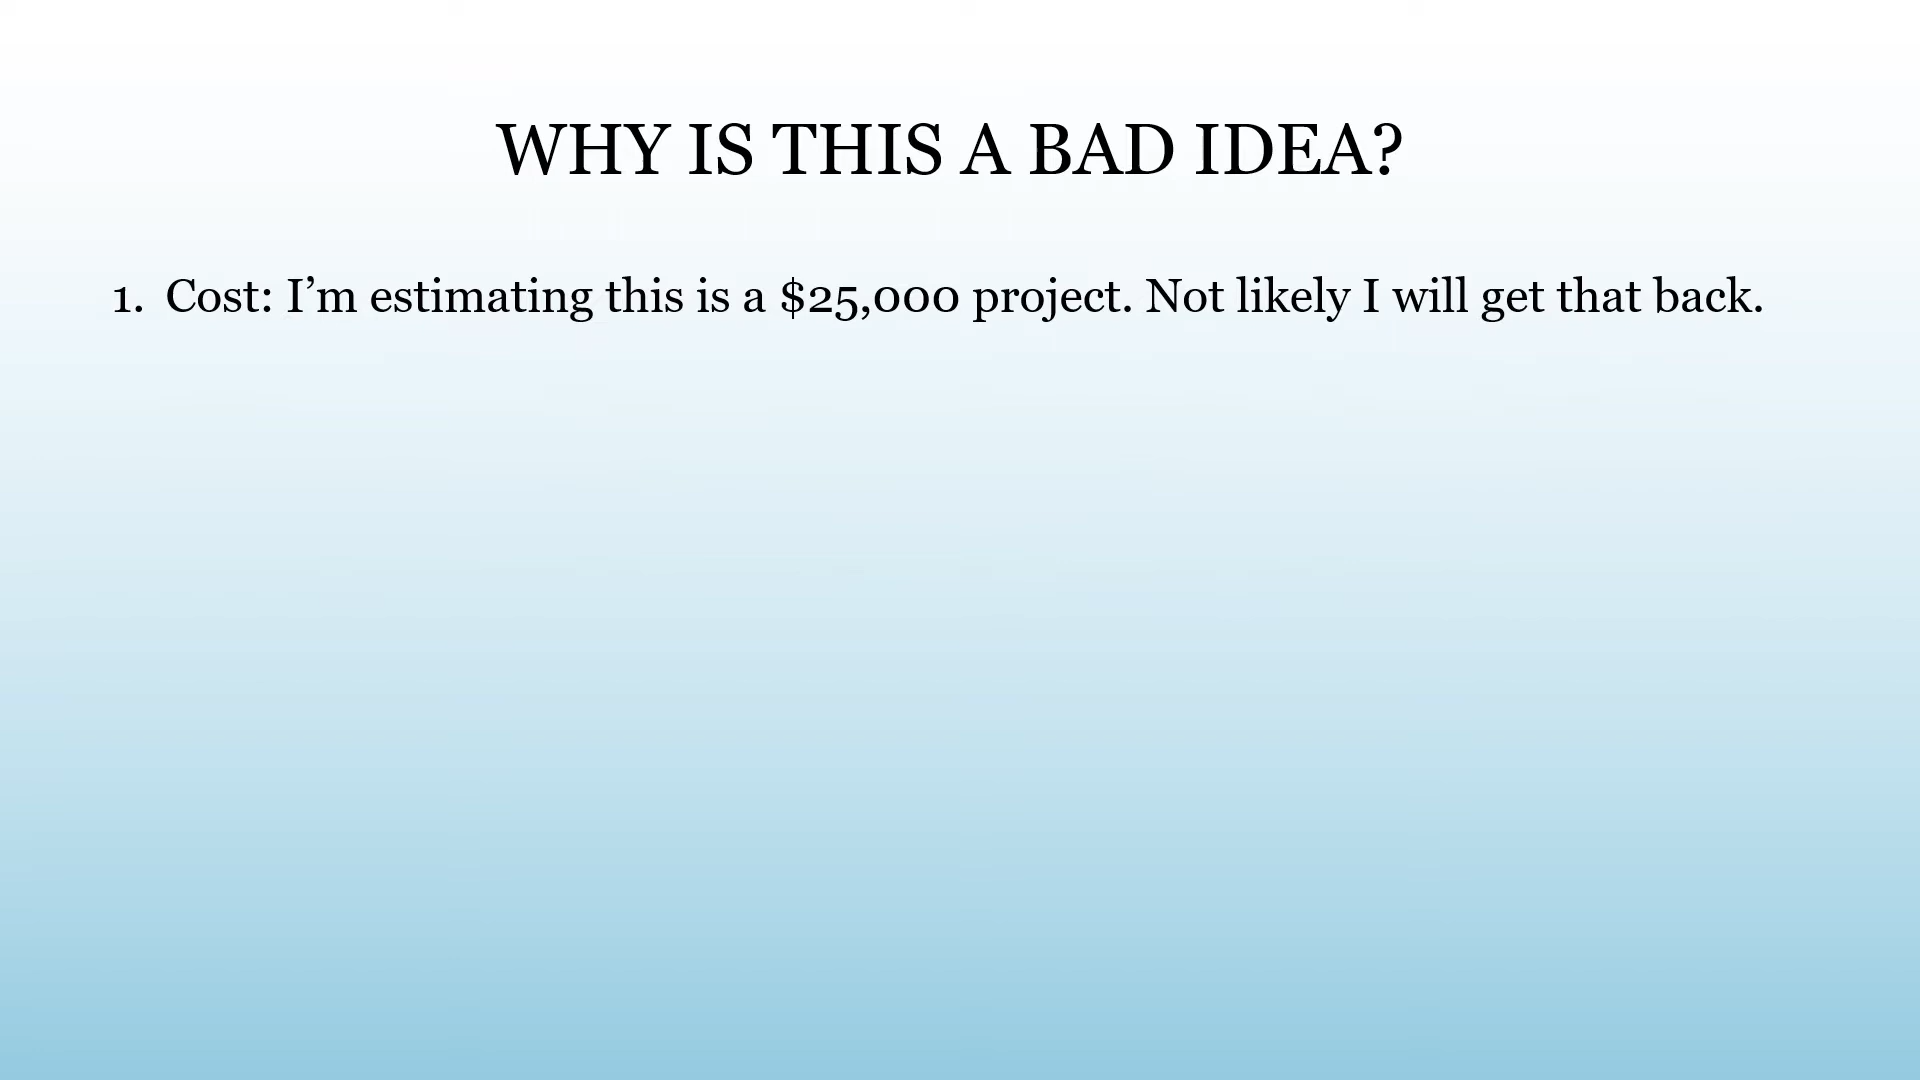 WHY IS THIS A BAD IDEA?
1. Cost: I’m estimating this is a $25,000 project. Not likely I will get that back.